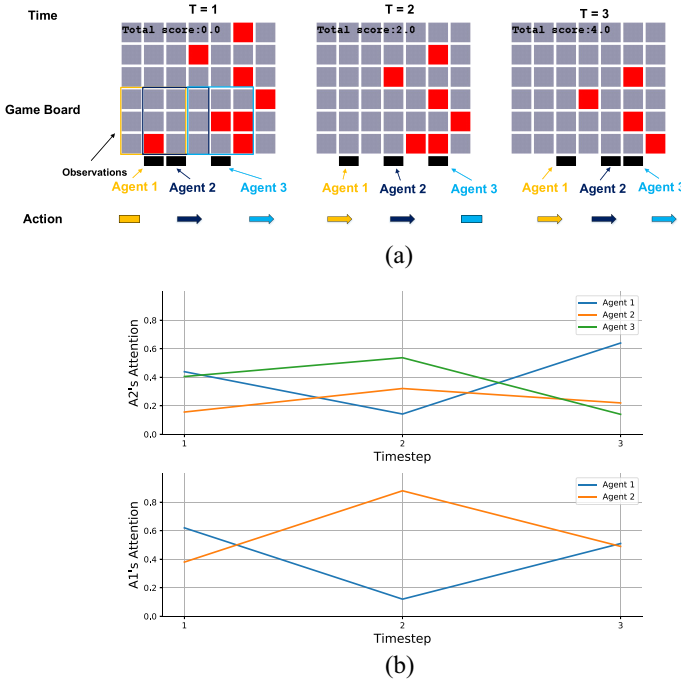 Time
T = 1
T = 2
T = 3
Total score:0.0
Total score:2.0
Total score:4.0
Game Board
Observations
Agent 1
Agent 2
Agent 3
Agent 1
Agent 2
Agent 3
Agent 1
Agent 2
Agent 3
Action
(a)
A2's Attention
0.8
0.6
0.4
0.2
0.0
1
2
3
Timestep
Agent 1
Agent 2
Agent 3
A1's Attention
0.8
0.6
0.4
0.2
0.0
1
2
3
Timestep
Agent 1
Agent 2
(b)